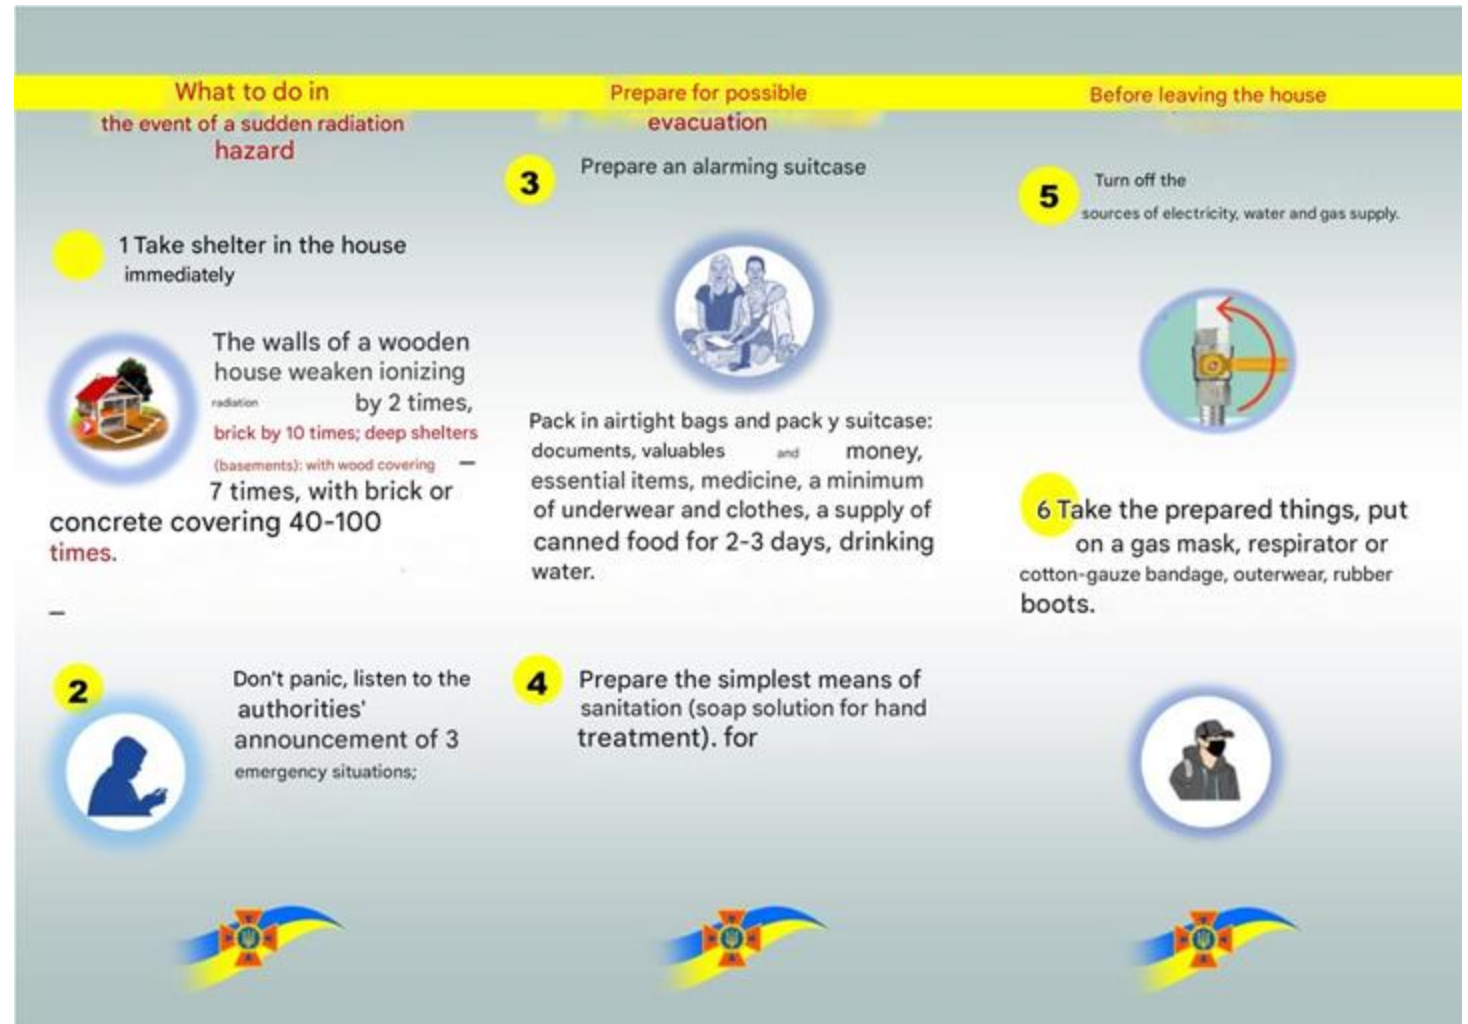 What to do in
the event of a sudden radiation
hazard
1 Take shelter in the house
immediately
The walls of a wooden
house weaken ionizing
radiation by 2 times,
brick by 10 times; deep shelters
(basements): with wood covering —
7 times, with brick or
concrete covering 40-100
times.
—
2
Don't panic, listen to the
authorities'
announcement of 3
emergency situations;
Prepare for possible
evacuation
3
Prepare an alarming suitcase
Pack in airtight bags and pack y suitcase:
documents, valuables and money,
essential items, medicine, a minimum
of underwear and clothes, a supply of
canned food for 2-3 days, drinking
water.
4
Prepare the simplest means of
sanitation (soap solution for hand
treatment). for
Before leaving the house
5
Turn off the
sources of electricity, water and gas supply.
6 Take the prepared things, put
on a gas mask, respirator or
cotton-gauze bandage, outerwear, rubber
boots.